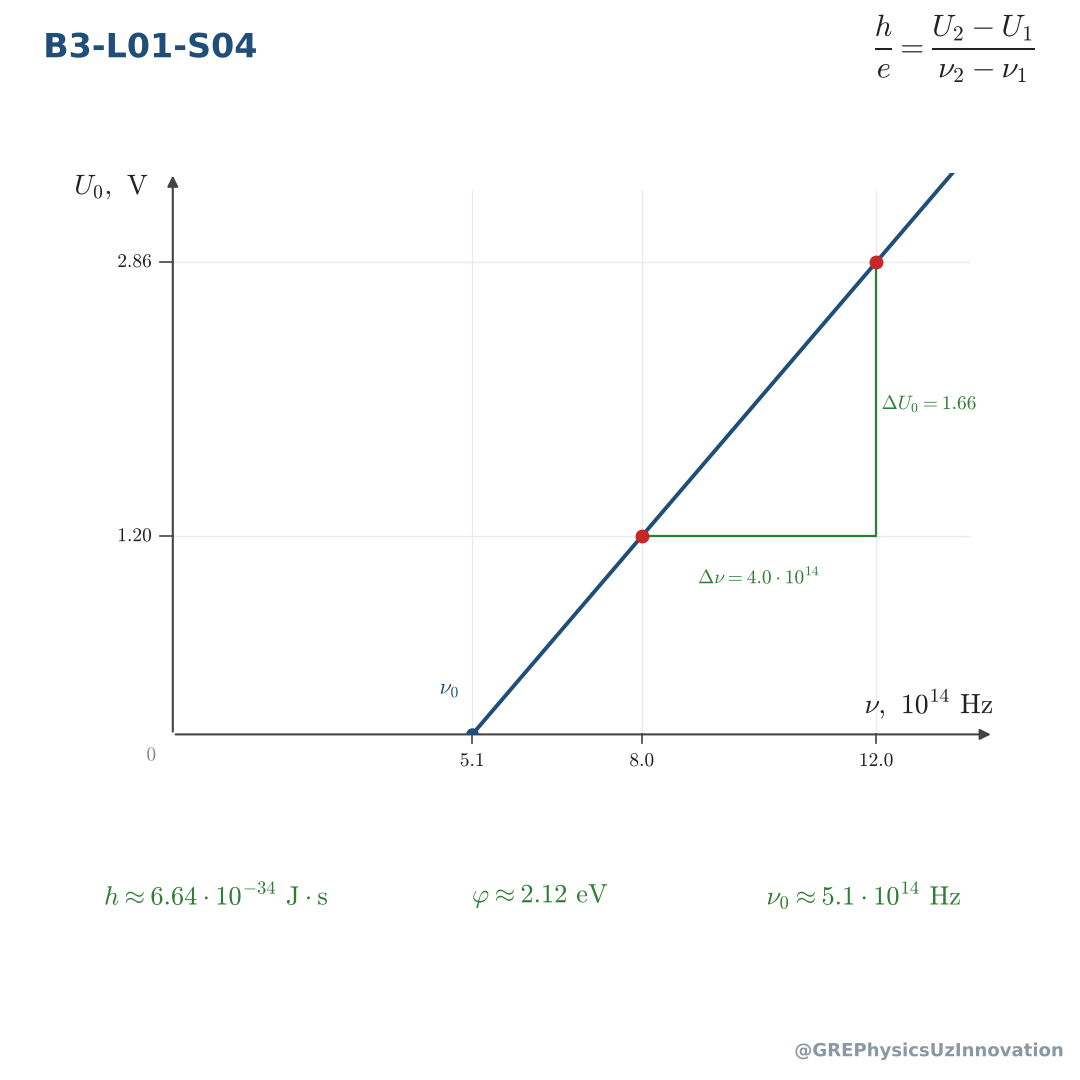 B3-L01-S04
h/e = (U₂ − U₁)/(ν₂ − ν₁)
U₀, V
2.86
ΔU₀ = 1.66
1.20
Δν = 4.0 · 10¹⁴
ν₀
ν, 10¹⁴ Hz
0
5.1 8.0 12.0
h ≈ 6.64 · 10⁻³⁴ J · s φ ≈ 2.12 eV ν₀ ≈ 5.1 · 10¹⁴ Hz
@GREPhysicsUzInnovation